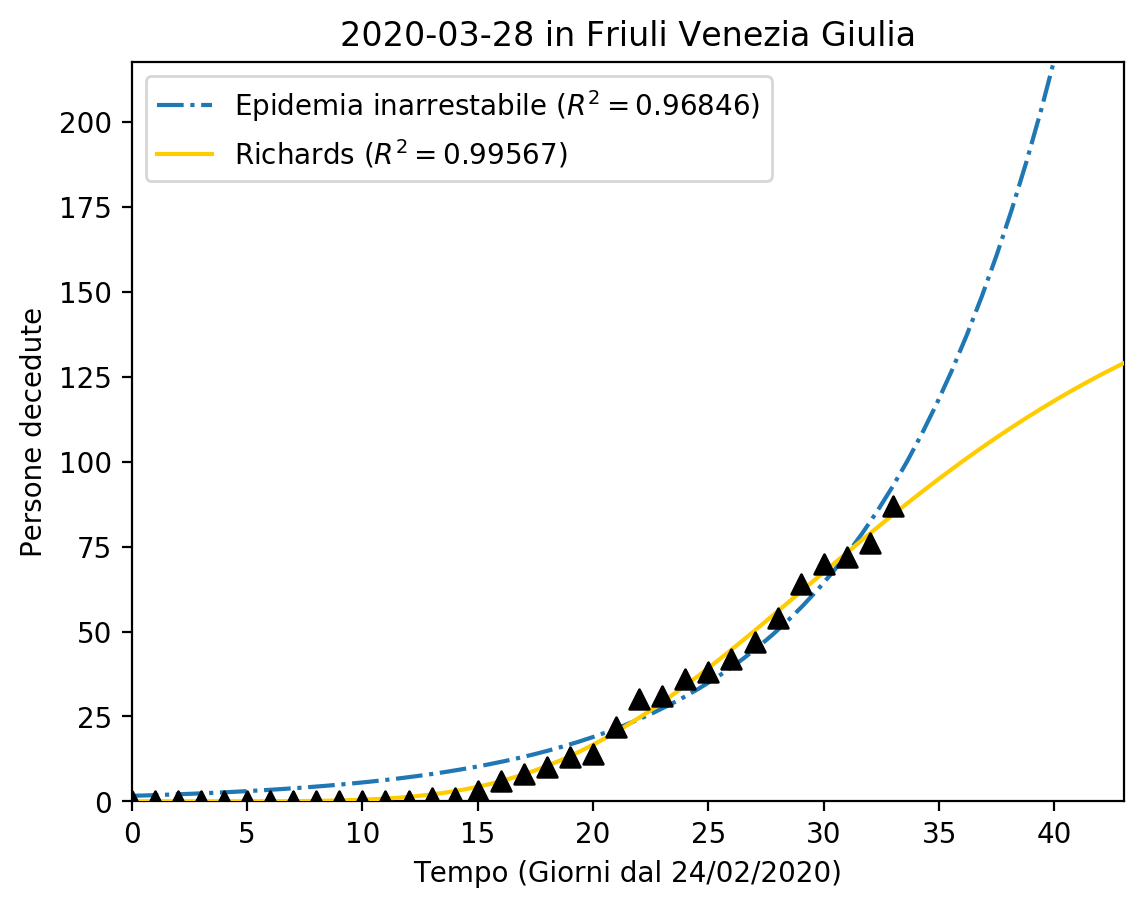 2020-03-28 in Friuli Venezia Giulia
Epidemia inarrestabile (R² = 0.96846)
Richards (R² = 0.99567)
Persone decedute
200
175
150
125
100
75
50
25
0
0 5 10 15 20 25 30 35 40
Tempo (Giorni dal 24/02/2020)